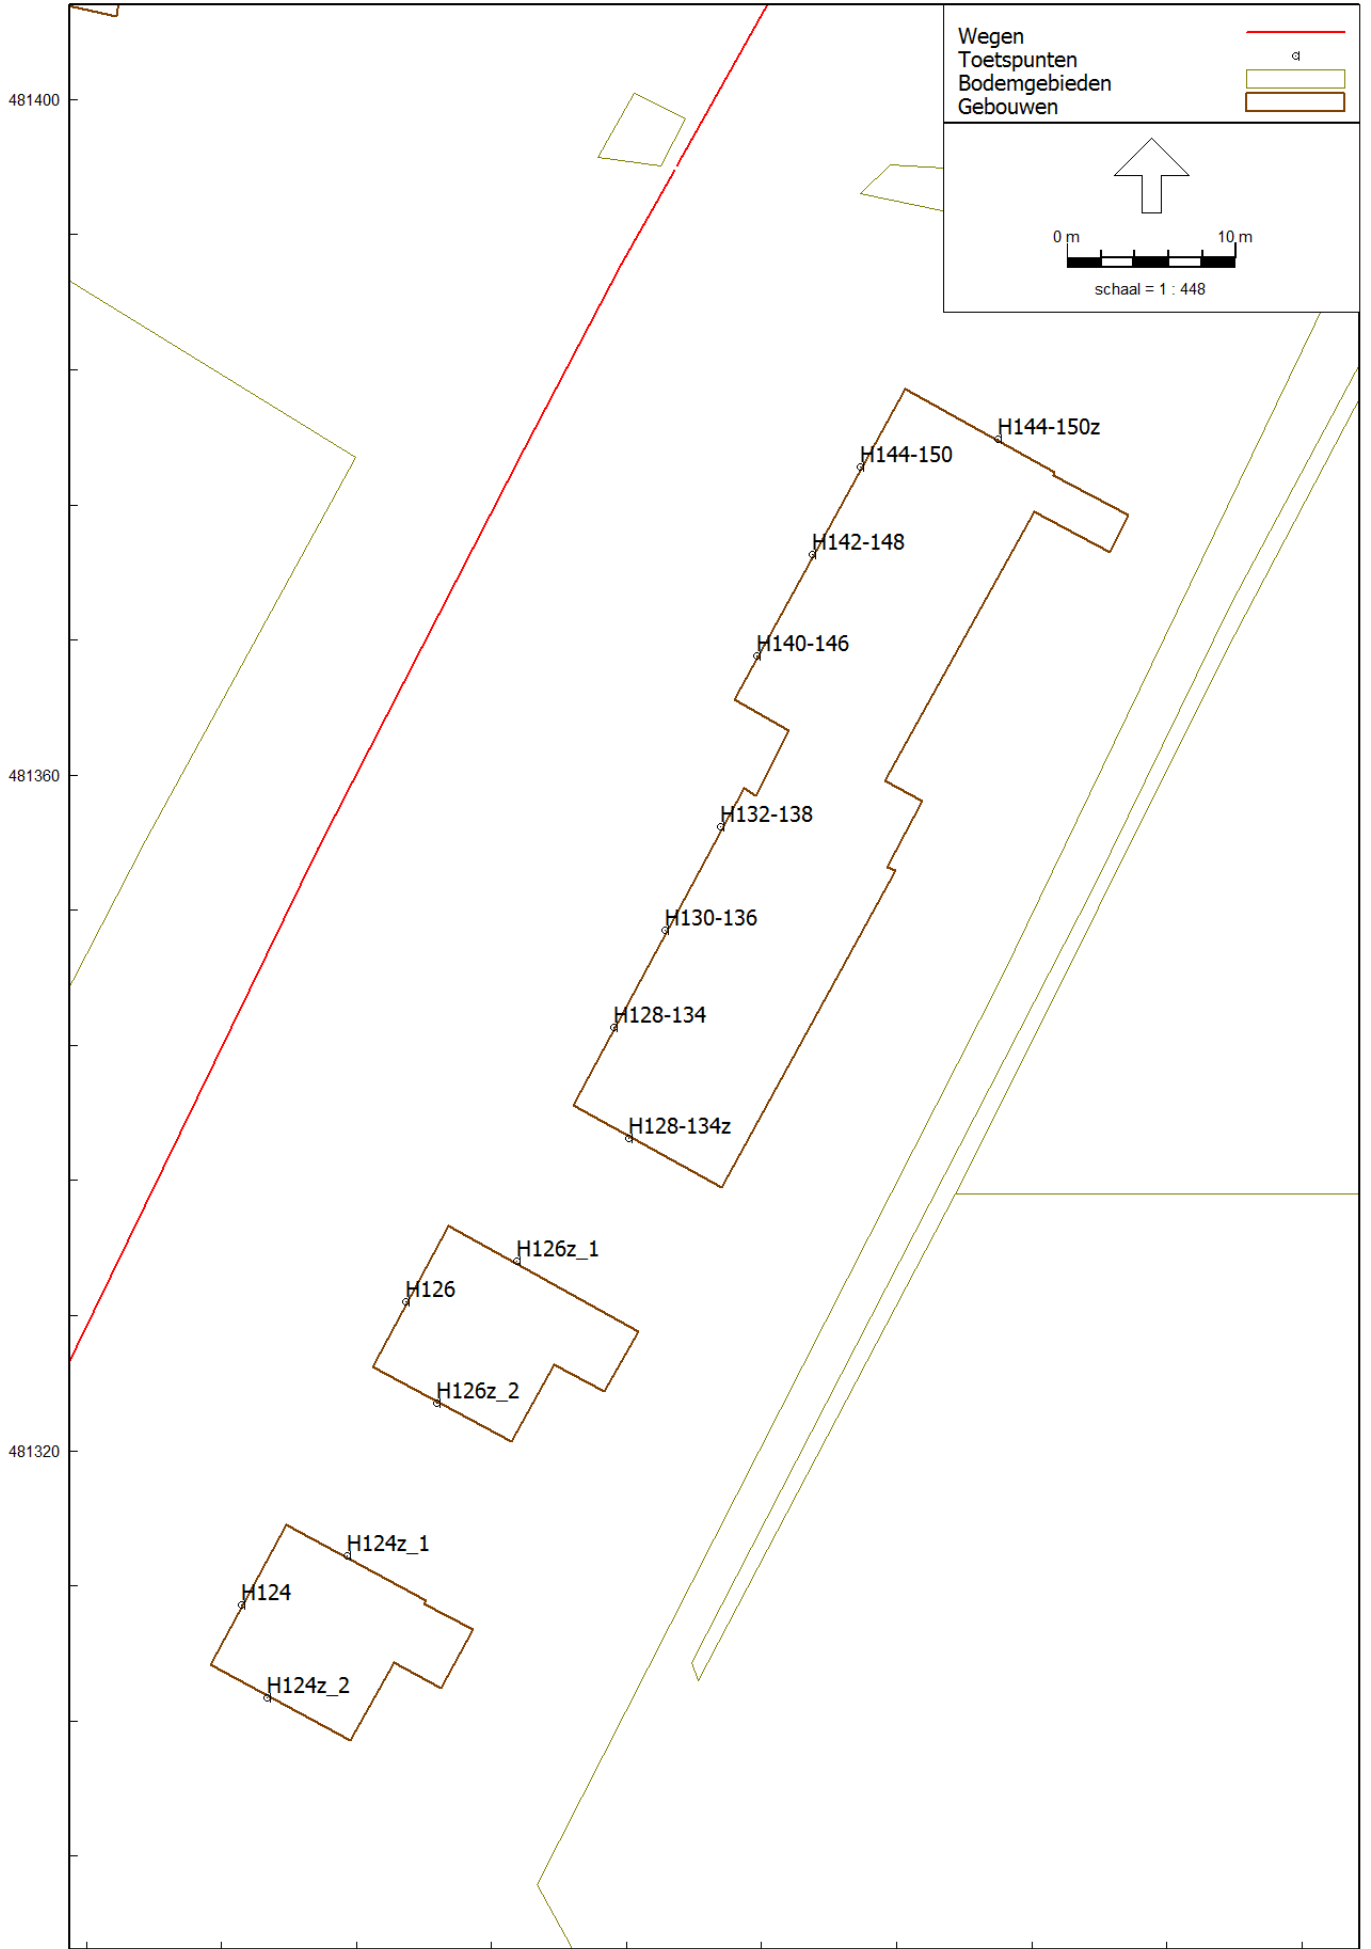 Wegen
Toetspunten
Bodemgebieden
Gebouwen
481400
0 m 10 m
schaal = 1 : 448
H144-150z
H144-150
H142-148
H140-146
481360
H132-138
H130-136
H128-134
H128-134z
H126z_1
H126
H126z_2
481320
H124z_1
H124
H124z_2